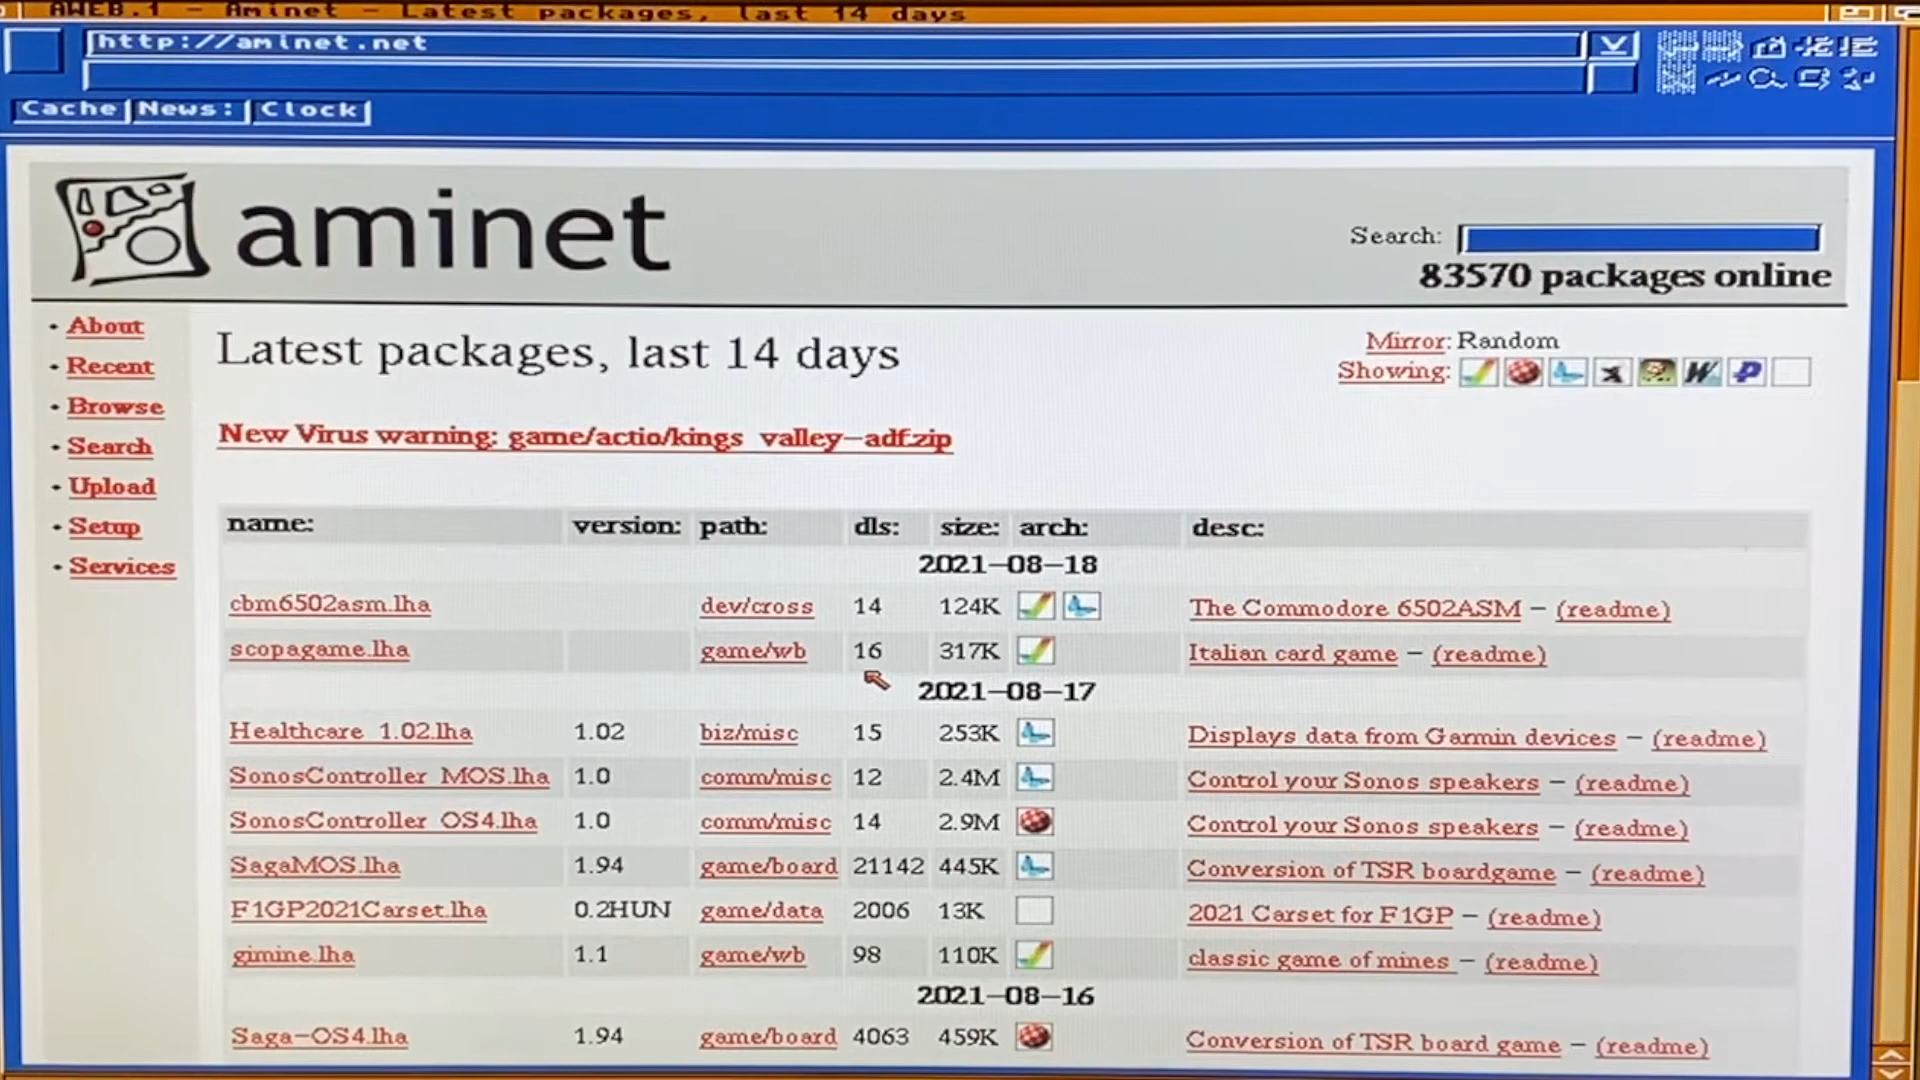 AWEB.1 - Aminet - Latest packages, last 14 days
http://aminet.net
Cache News: Clock
aminet
Search:
83570 packages online
About
Recent
Browse
Search
Upload
Setup
Services
Latest packages, last 14 days
Mirror: Random
Showing:
New Virus warning: game/actio/kings_valley-adf.zip
name: version: path: dls: size: arch: desc:
2021-08-18
cbm6502asm.lha dev/cross 14 124K The Commodore 6502ASM - (readme)
scopagame.lha game/wb 16 317K Italian card game - (readme)
2021-08-17
Healthcare_1.02.lha 1.02 biz/misc 15 253K Displays data from Garmin devices - (readme)
SonosController_MOS.lha 1.0 comm/misc 12 2.4M Control your Sonos speakers - (readme)
SonosController_OS4.lha 1.0 comm/misc 14 2.9M Control your Sonos speakers - (readme)
SagaMOS.lha 1.94 game/board 21142 445K Conversion of TSR boardgame - (readme)
F1GP2021Carset.lha 0.2HUN game/data 2006 13K 2021 Carset for F1GP - (readme)
gimine.lha 1.1 game/wb 98 110K classic game of mines - (readme)
2021-08-16
Saga-OS4.lha 1.94 game/board 4063 459K Conversion of TSR board game - (readme)